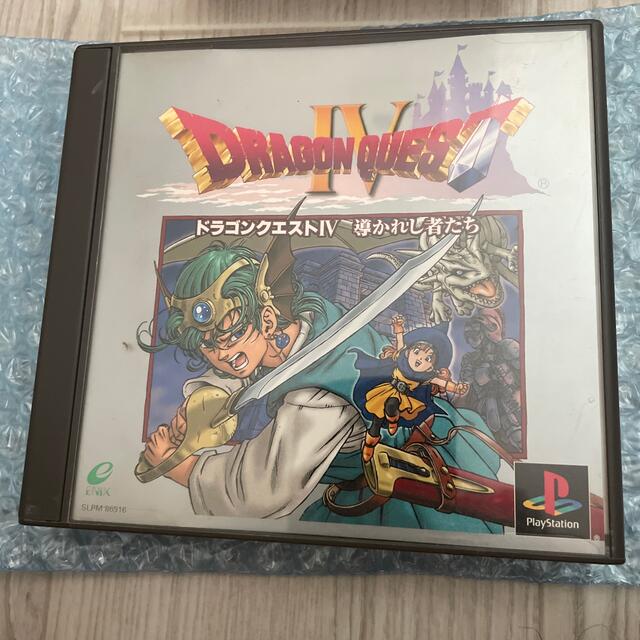 DRAGON QUEST
IV
®
ドラゴンクエストIV 導かれし者たち
ENIX
SLPM 86916
PlayStation
®